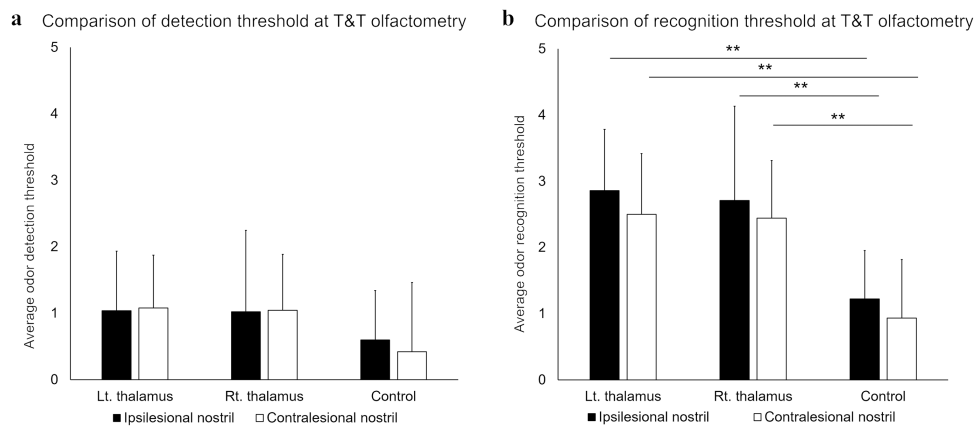 a Comparison of detection threshold at T&T olfactometry
5
4
3
2
1
0
Average odor detection threshold
Lt. thalamus Rt. thalamus Control
Ipsilesional nostril Contralesional nostril
b Comparison of recognition threshold at T&T olfactometry
5
4
3
2
1
0
Average odor recognition threshold
**
**
**
**
Lt. thalamus Rt. thalamus Control
Ipsilesional nostril Contralesional nostril